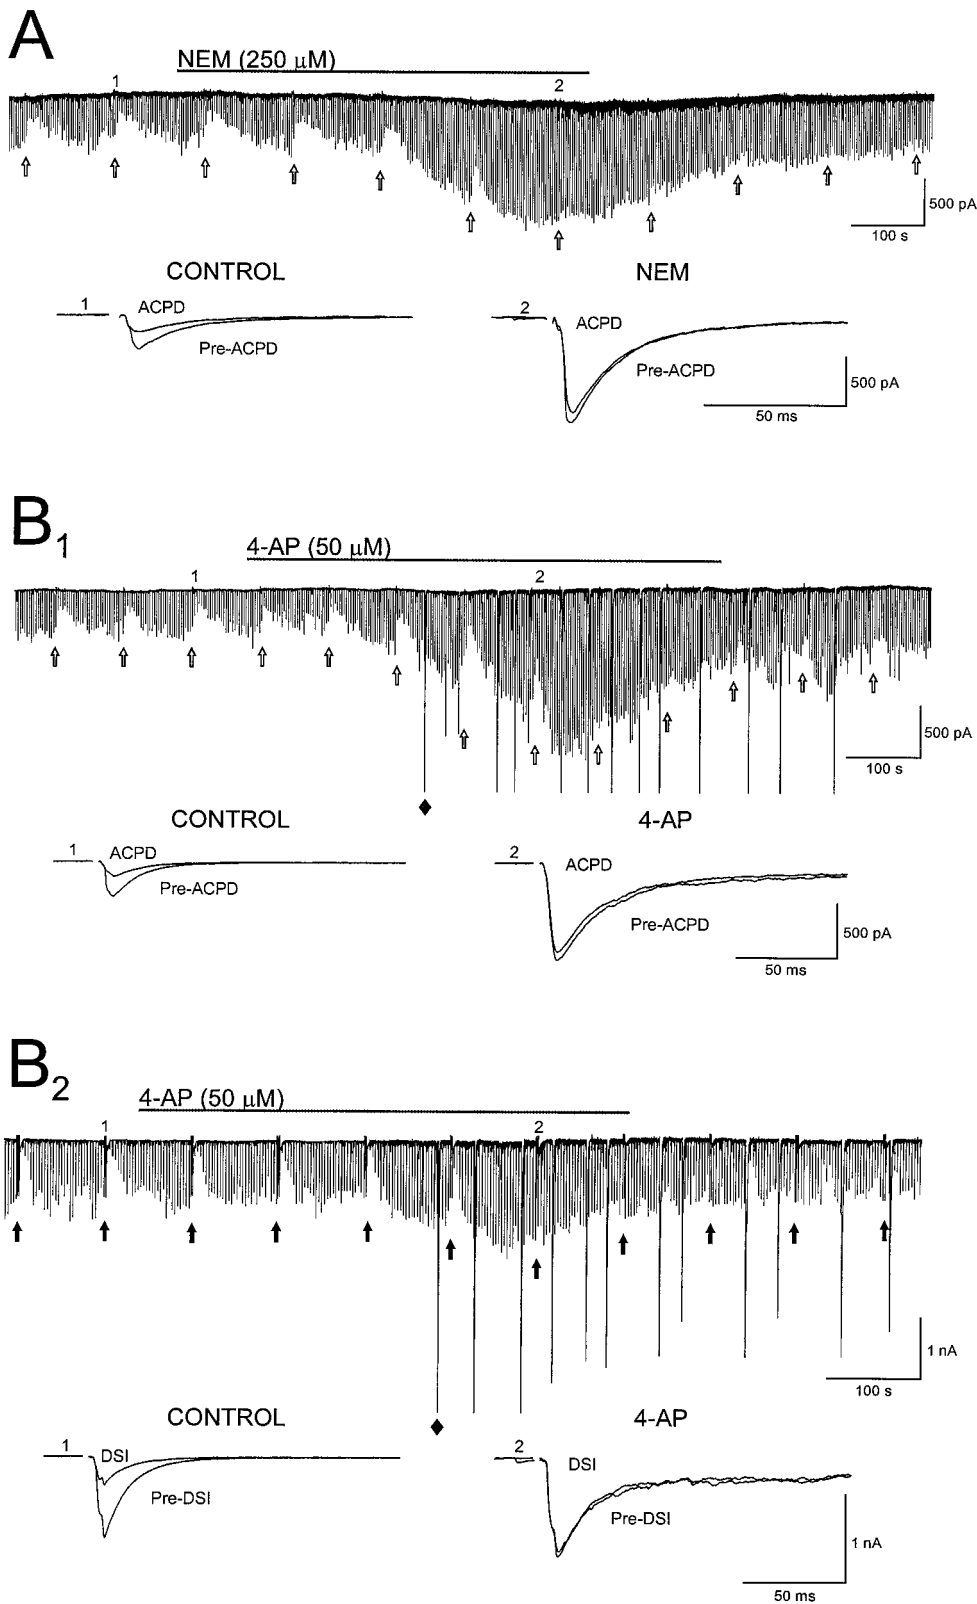 A
NEM (250 µM)
1
2
500 pA
100 s
CONTROL
NEM
1
ACPD
Pre-ACPD
2
ACPD
Pre-ACPD
500 pA
50 ms
B1
4-AP (50 µM)
1
2
500 pA
100 s
CONTROL
4-AP
1
ACPD
Pre-ACPD
2
ACPD
Pre-ACPD
500 pA
50 ms
B2
4-AP (50 µM)
1
2
1 nA
100 s
CONTROL
4-AP
1
DSI
Pre-DSI
2
DSI
Pre-DSI
1 nA
50 ms